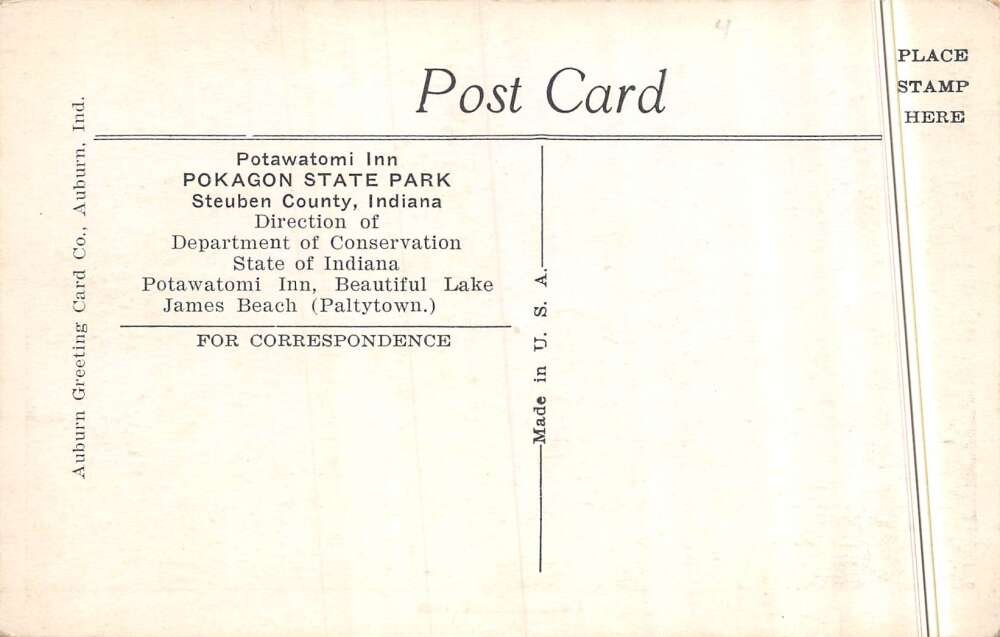 Post Card
PLACE
STAMP
HERE
Auburn Greeting Card Co., Auburn, Ind.
Potawatomi Inn
POKAGON STATE PARK
Steuben County, Indiana
Direction of
Department of Conservation
State of Indiana
Potawatomi Inn, Beautiful Lake
James Beach (Paltytown.)
FOR CORRESPONDENCE
Made in U. S. A.